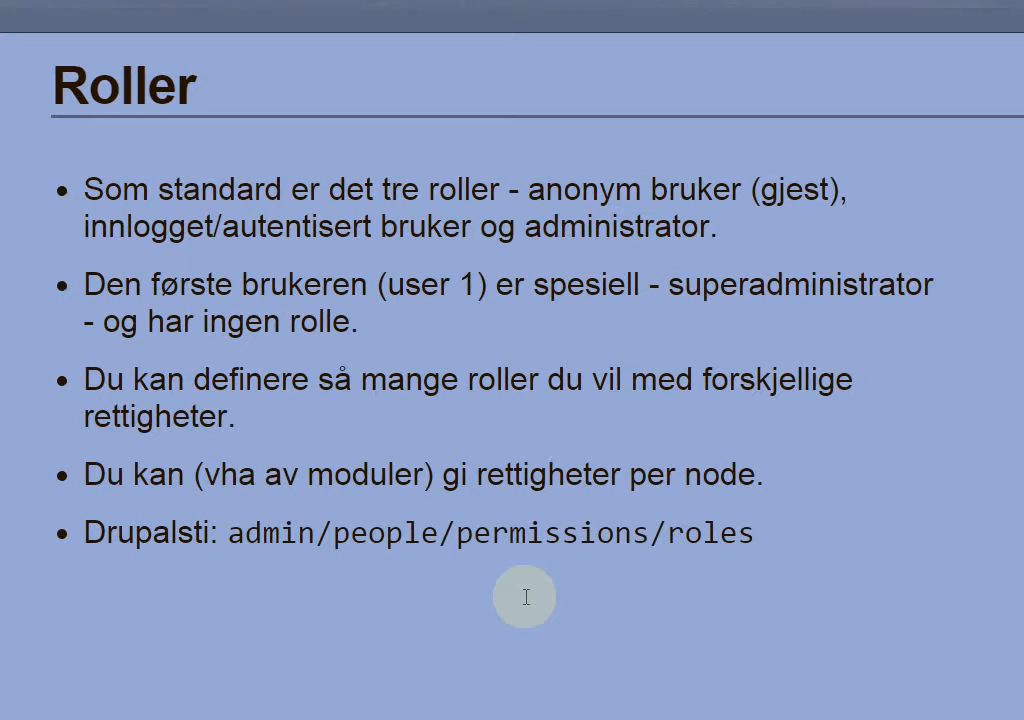 Roller
• Som standard er det tre roller - anonym bruker (gjest),
innlogget/autentisert bruker og administrator.
• Den første brukeren (user 1) er spesiell - superadministrator
- og har ingen rolle.
• Du kan definere så mange roller du vil med forskjellige
rettigheter.
• Du kan (vha av moduler) gi rettigheter per node.
• Drupalsti: admin/people/permissions/roles